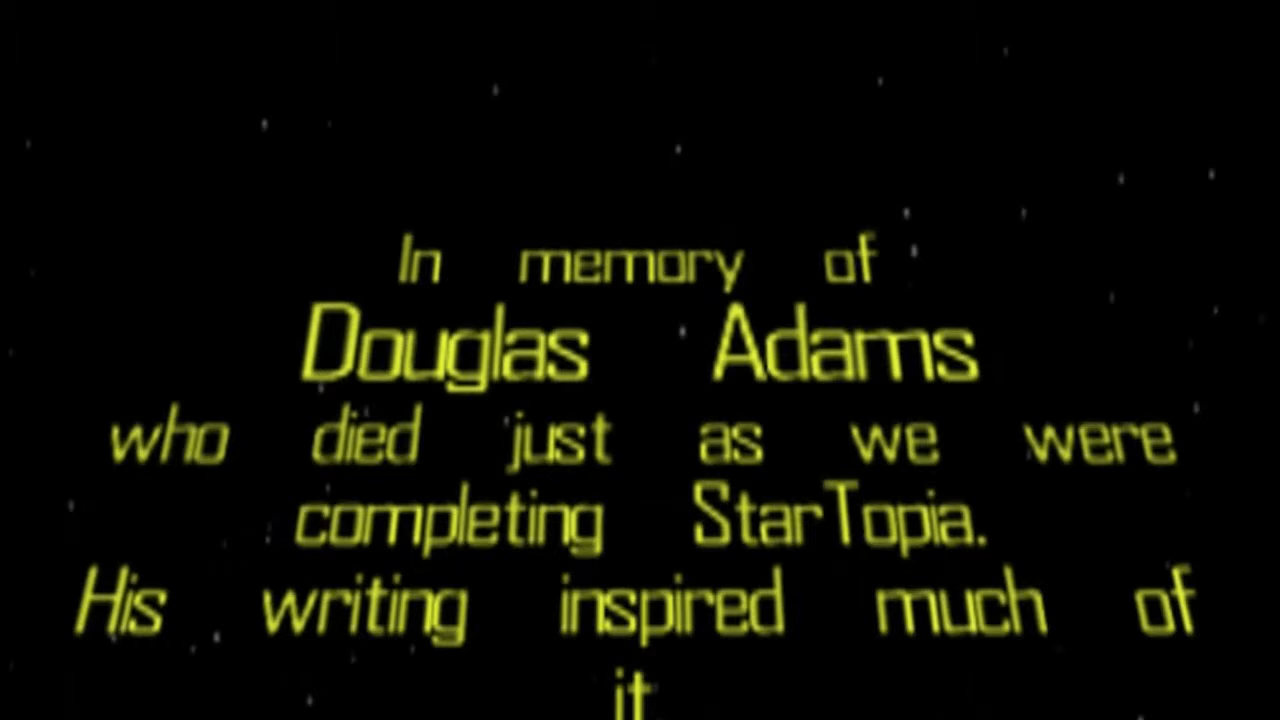 In memory of
Douglas Adams
who died just as we were
completing StarTopia.
His writing inspired much of
it